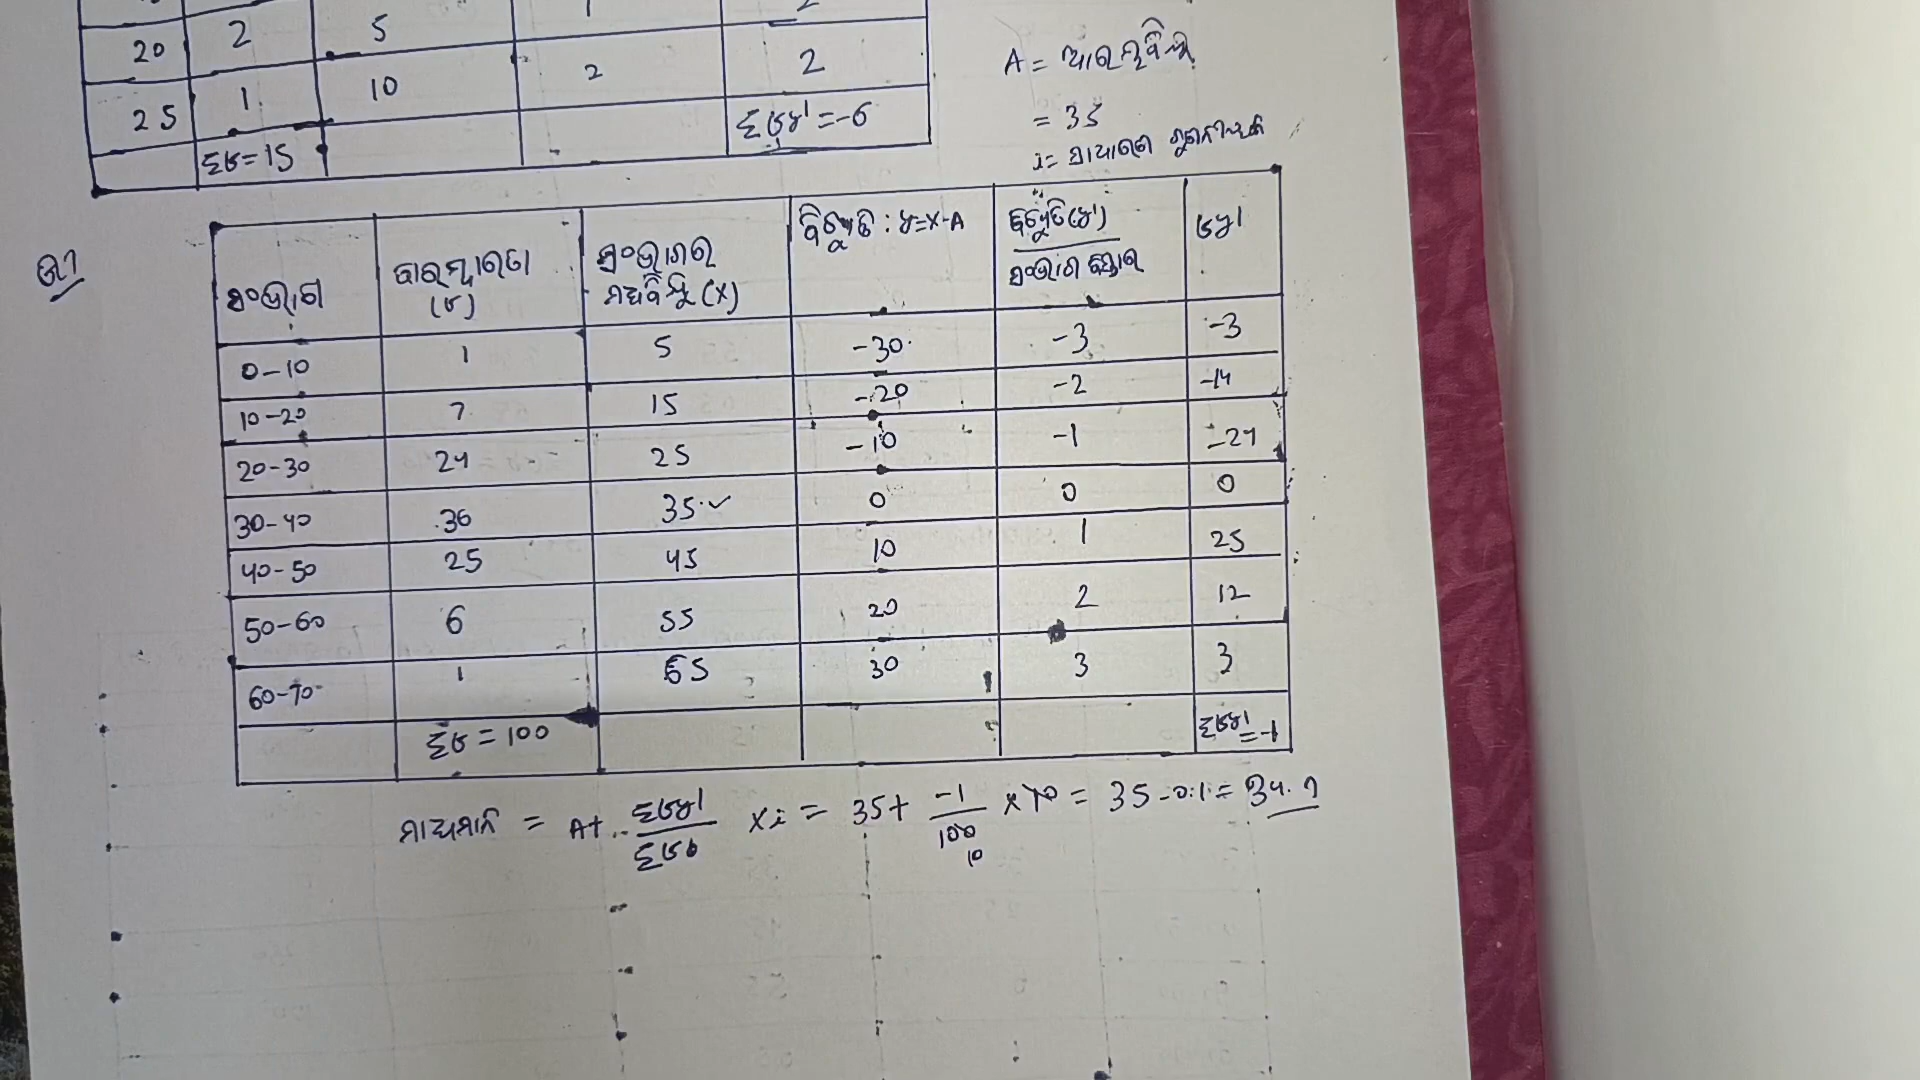 20 2 5 1 2
25 1 10 2 2
Σf=15 Σfy'=-6
A = ଆରମ୍ଭବିନ୍ଦୁ
= 35
i=
ସଂଭାଗ ବାରମ୍ବାରତା (f) ସଂଭାଗର ମଧ୍ୟବିନ୍ଦୁ (x) ବିଚ୍ୟୁତି : y=x-A ବିଚ୍ୟୁତି(y') ସଂଭାଗ ବିସ୍ତାର fy'
0-10 1 5 -30 -3 -3
10-20 7 15 -20 -2 -14
20-30 24 25 -10 -1 -24
30-40 36 35 ✓ 0 0 0
40-50 25 45 10 1 25
50-60 6 55 20 2 12
60-70 1 65 30 3 3
Σf = 100 Σfy' = -1
ମାଧ୍ୟମାନ = A+ Σfy'/Σf xi = 35+ -1/100 x10 = 35-0.1= 34.9
10